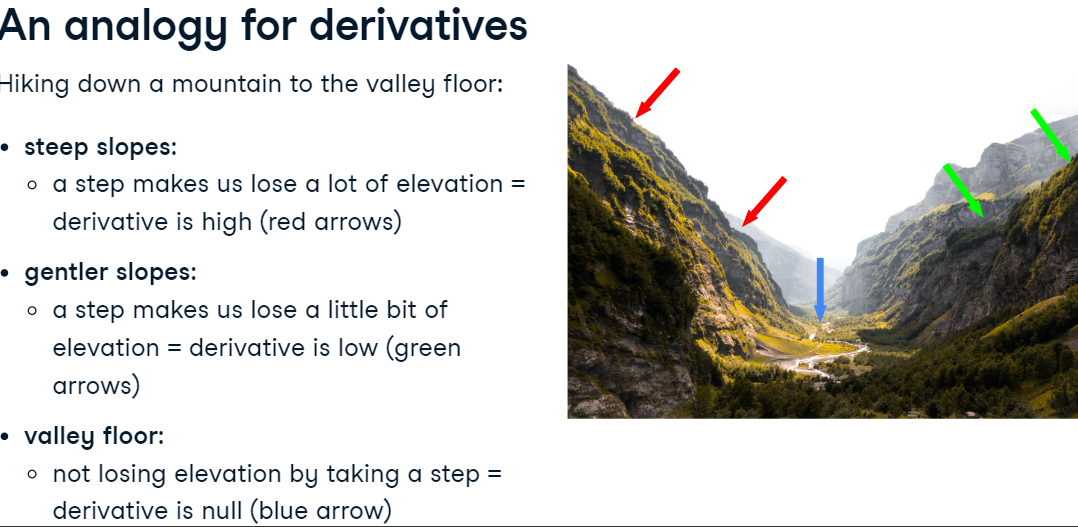 An analogy for derivatives
Hiking down a mountain to the valley floor:
• steep slopes:
○ a step makes us lose a lot of elevation =
derivative is high (red arrows)
• gentler slopes:
○ a step makes us lose a little bit of
elevation = derivative is low (green
arrows)
• valley floor:
○ not losing elevation by taking a step =
derivative is null (blue arrow)